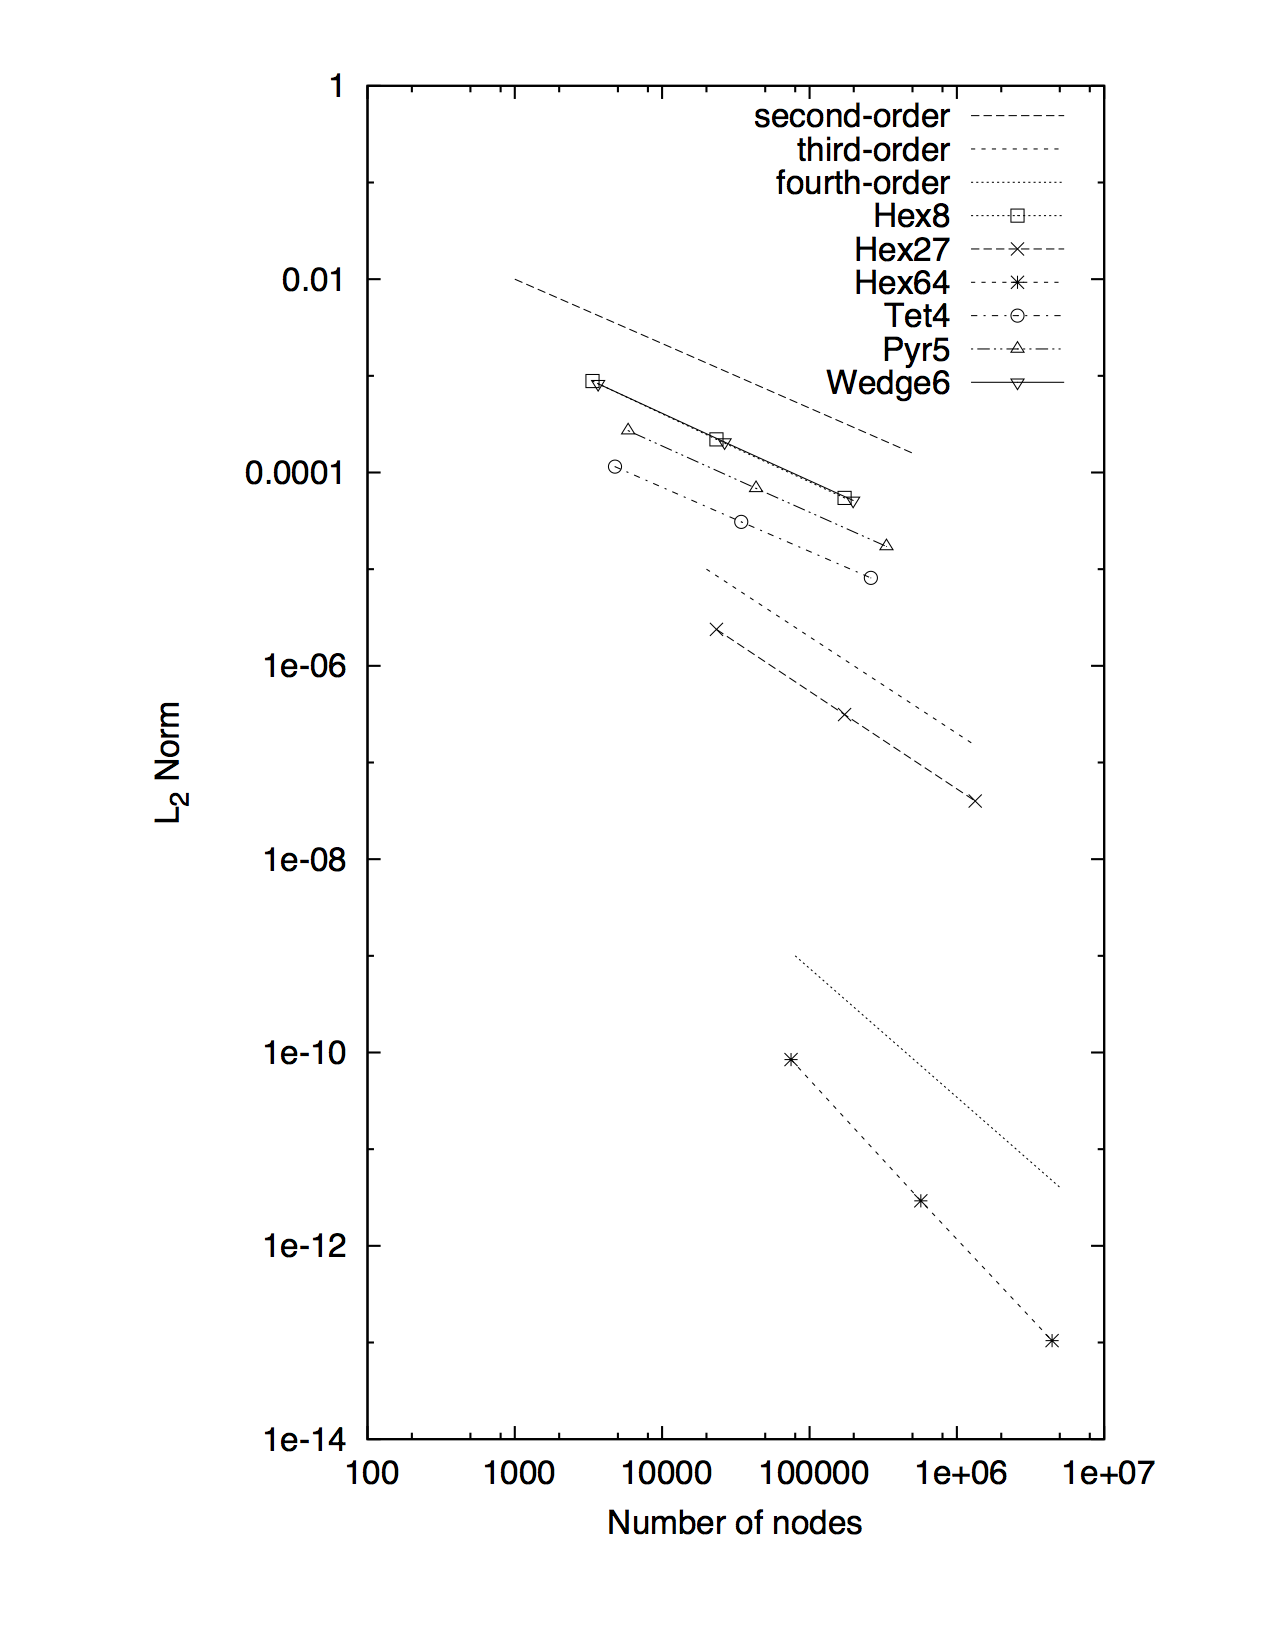 1
0.01
0.0001
1e-06
1e-08
1e-10
1e-12
1e-14
100 1000 10000 100000 1e+06 1e+07
L2 Norm
Number of nodes
second-order
third-order
fourth-order
Hex8
Hex27
Hex64
Tet4
Pyr5
Wedge6